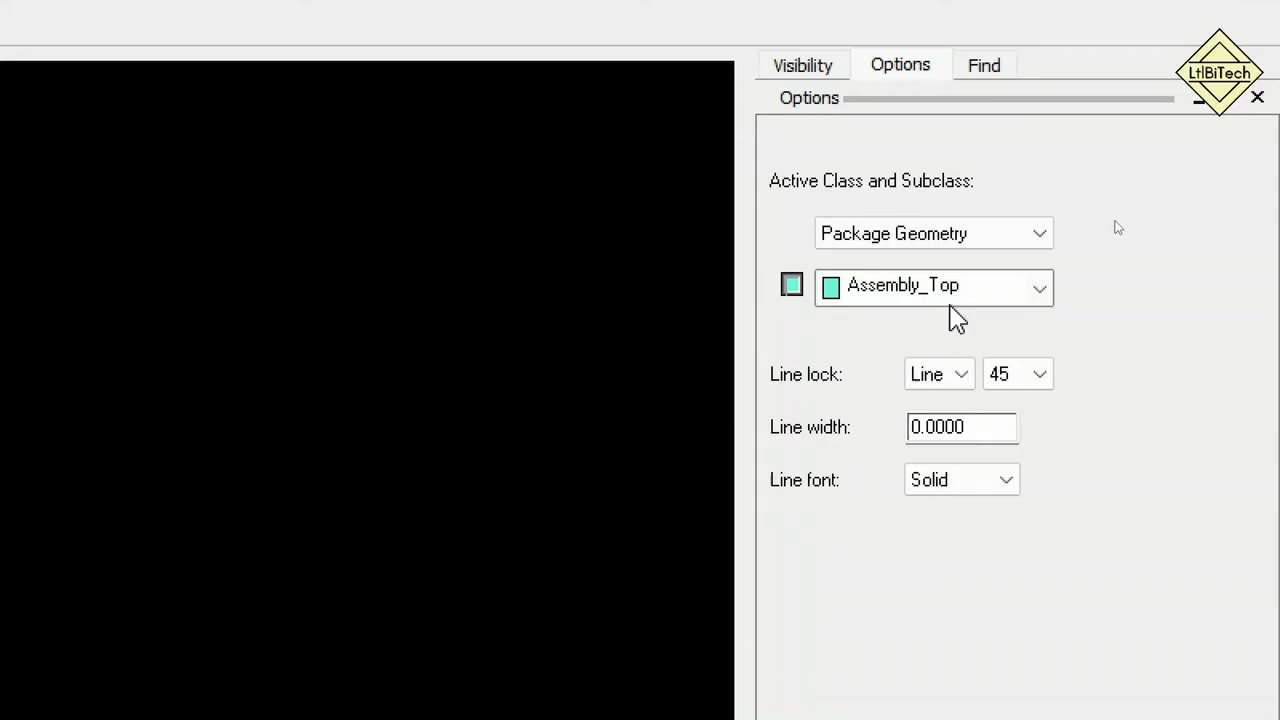 Visibility Options Find
LtlBiTech
Options
Active Class and Subclass:
Package Geometry
Assembly_Top
Line lock: Line 45
Line width: 0.0000
Line font: Solid